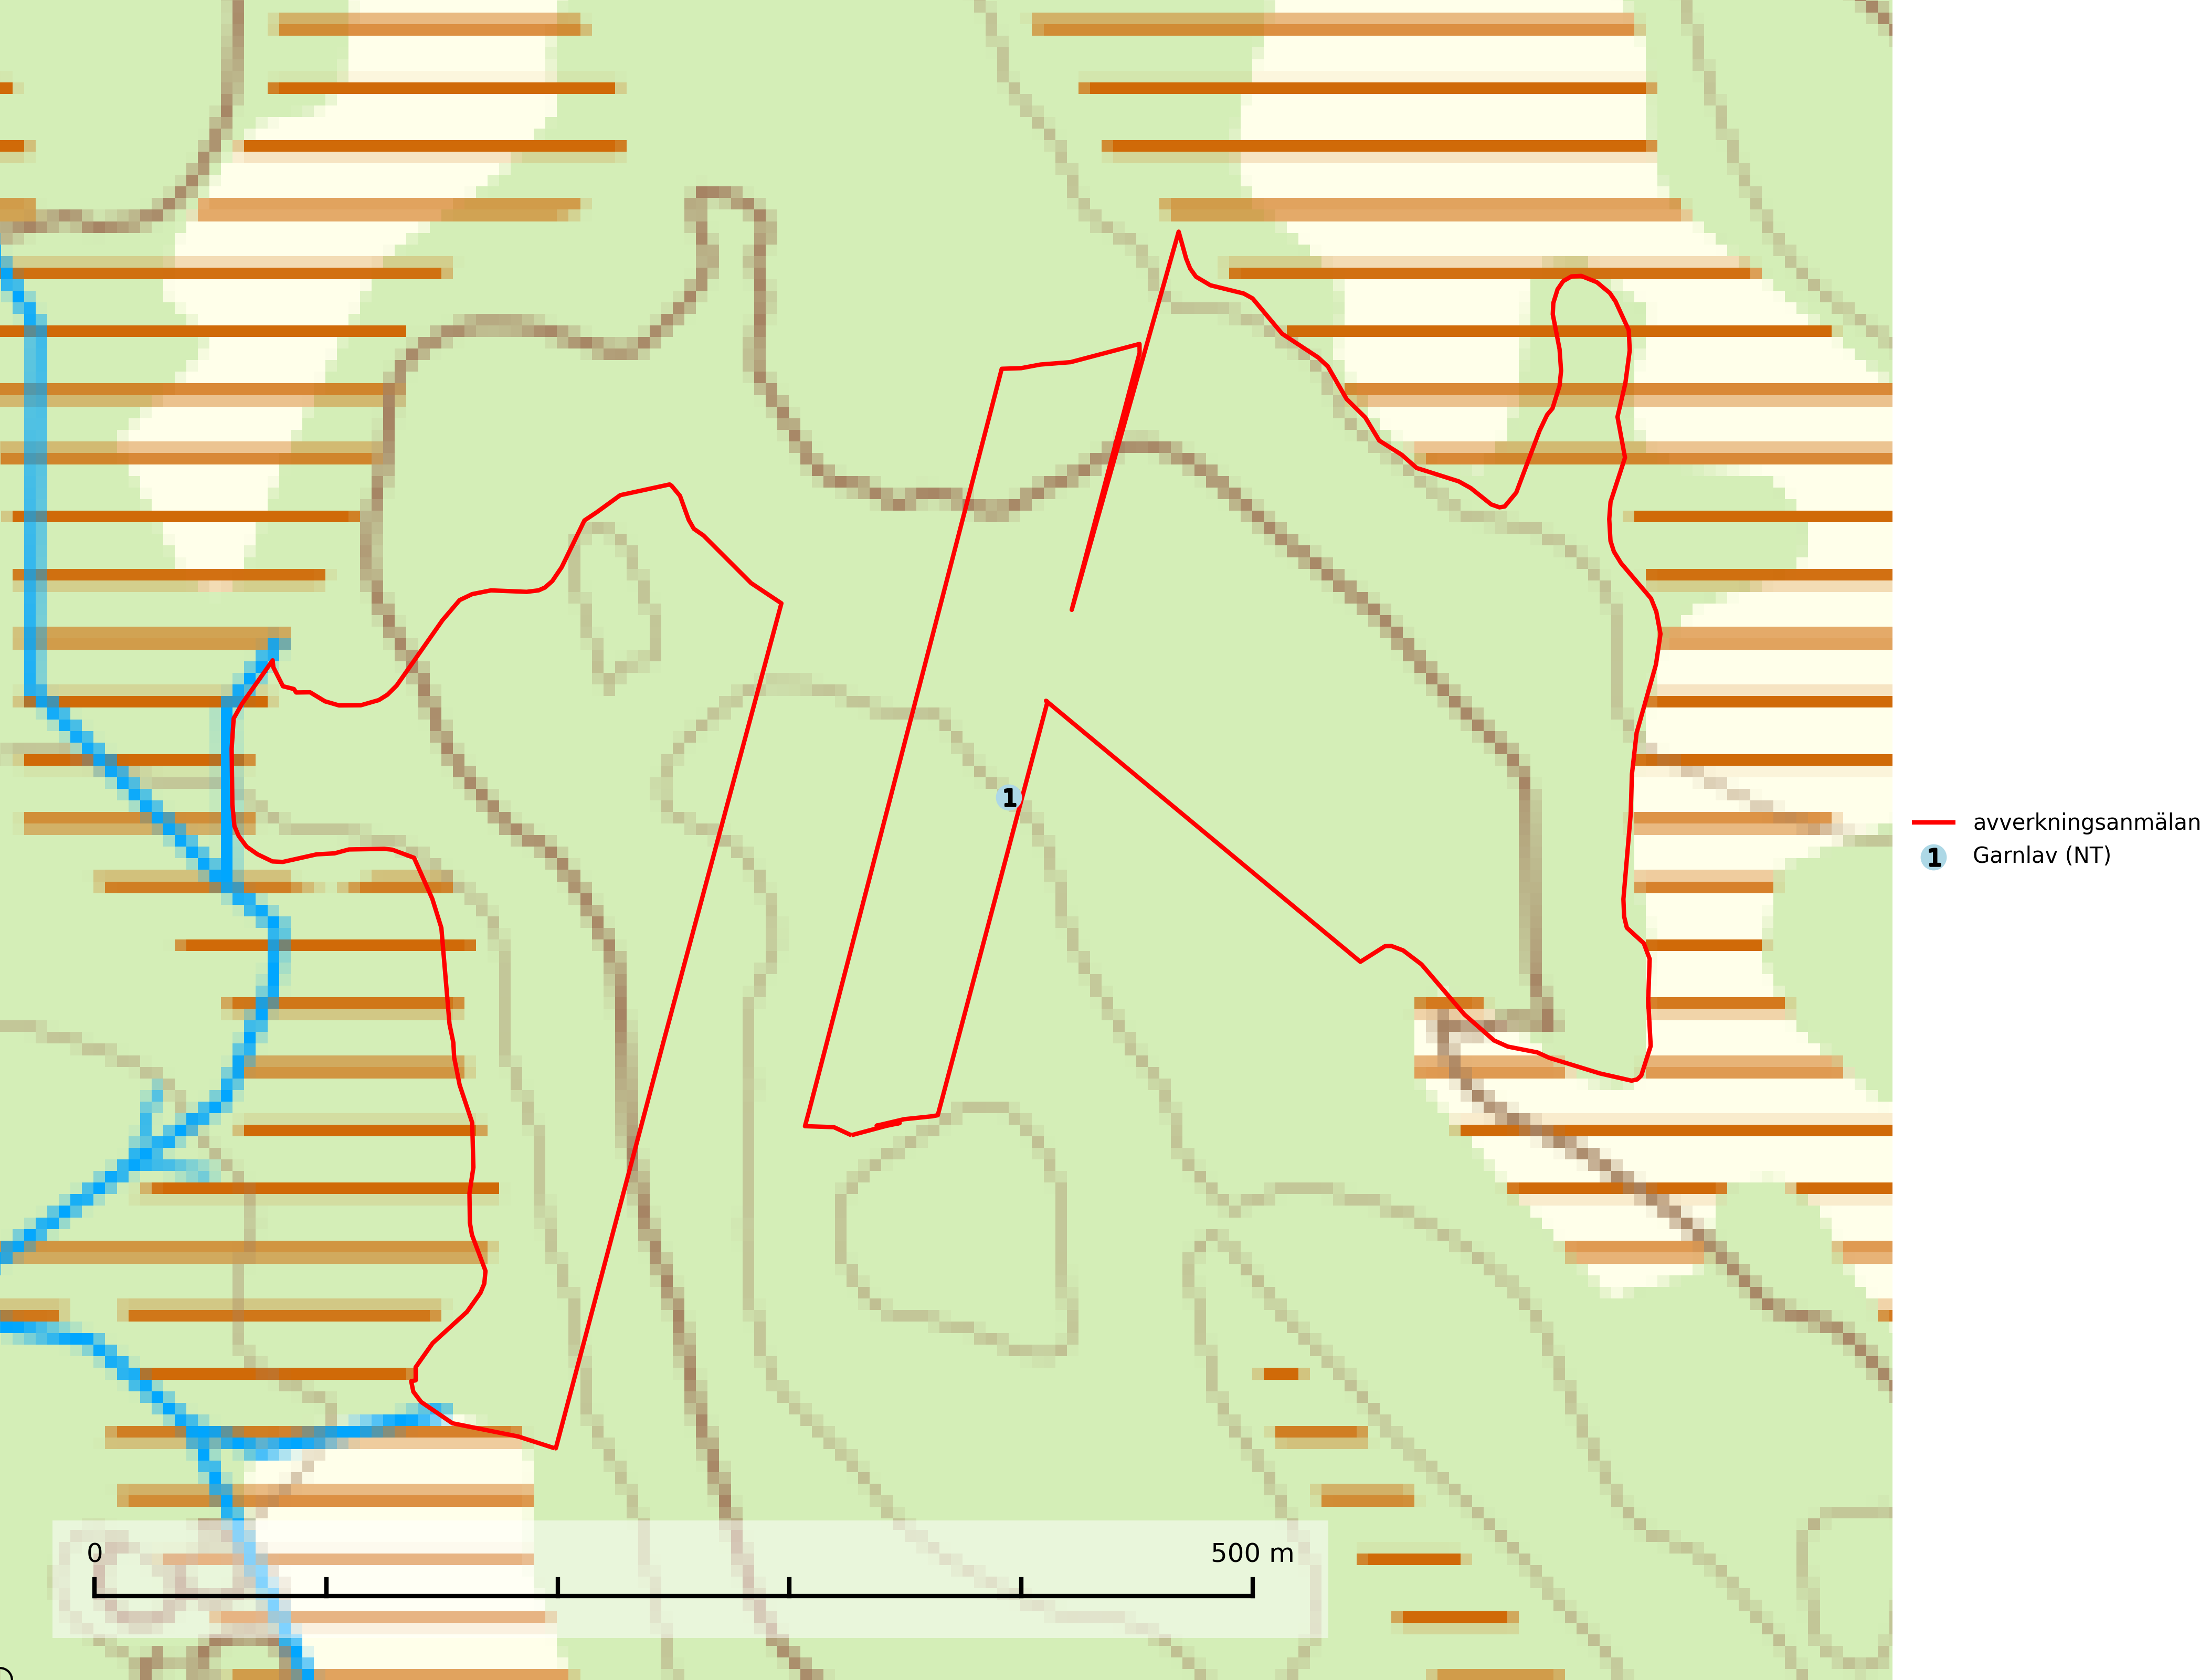 1
avverkningsanmälan
1 Garnlav (NT)
0 500 m